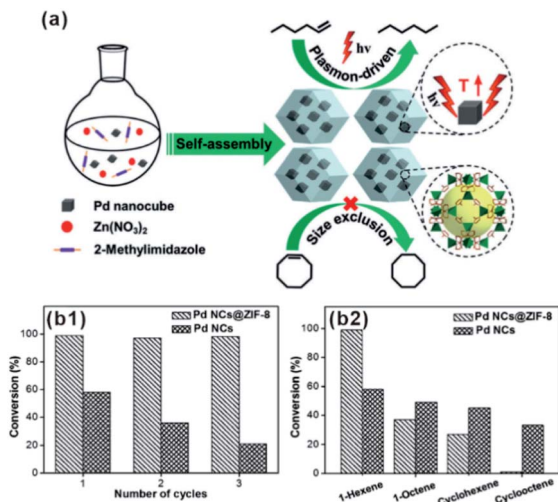 (a)
Plasmon-driven
hv
T
hv
Self-assembly
Pd nanocube
Zn(NO₃)₂
2-Methylimidazole
Size exclusion
(b1)
Pd NCs@ZIF-8
Pd NCs
100
80
60
40
20
0
Conversion (%)
1
2
3
Number of cycles
(b2)
Pd NCs@ZIF-8
Pd NCs
100
80
60
40
20
0
Conversion (%)
1-Hexene
1-Octene
Cyclohexene
Cyclooctene